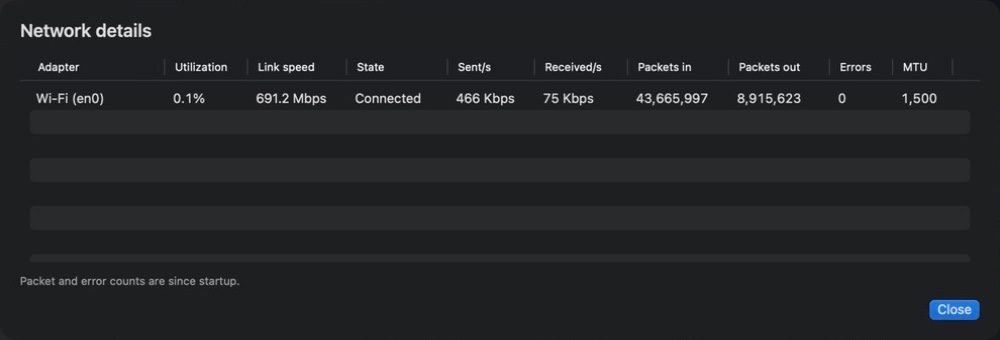 Network details
Adapter Utilization Link speed State Sent/s Received/s Packets in Packets out Errors MTU
Wi-Fi (en0) 0.1% 691.2 Mbps Connected 466 Kbps 75 Kbps 43,665,997 8,915,623 0 1,500
Packet and error counts are since startup.
Close